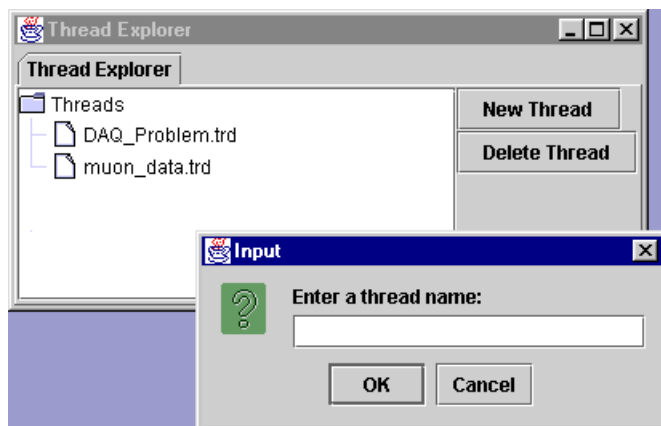 Thread Explorer
Thread Explorer
Threads
DAQ_Problem.trd
muon_data.trd
New Thread
Delete Thread
Input
Enter a thread name:
OK
Cancel